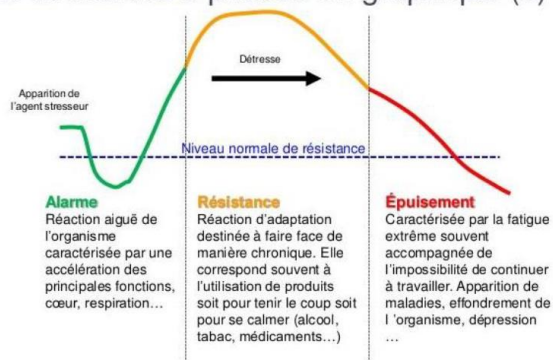 Détresse
Apparition de
l'agent stresseur
Niveau normale de résistance
Alarme
Réaction aiguë de
l'organisme
caractérisée par une
accélération des
principales fonctions,
cœur, respiration…
Résistance
Réaction d'adaptation
destinée à faire face de
manière chronique. Elle
correspond souvent à
l'utilisation de produits
soit pour tenir le coup soit
pour se calmer (alcool,
tabac, médicaments…)
Épuisement
Caractérisée par la fatigue
extrême souvent
accompagnée de
l'impossibilité de continuer
à travailler. Apparition de
maladies, effondrement de
l 'organisme, dépression
…